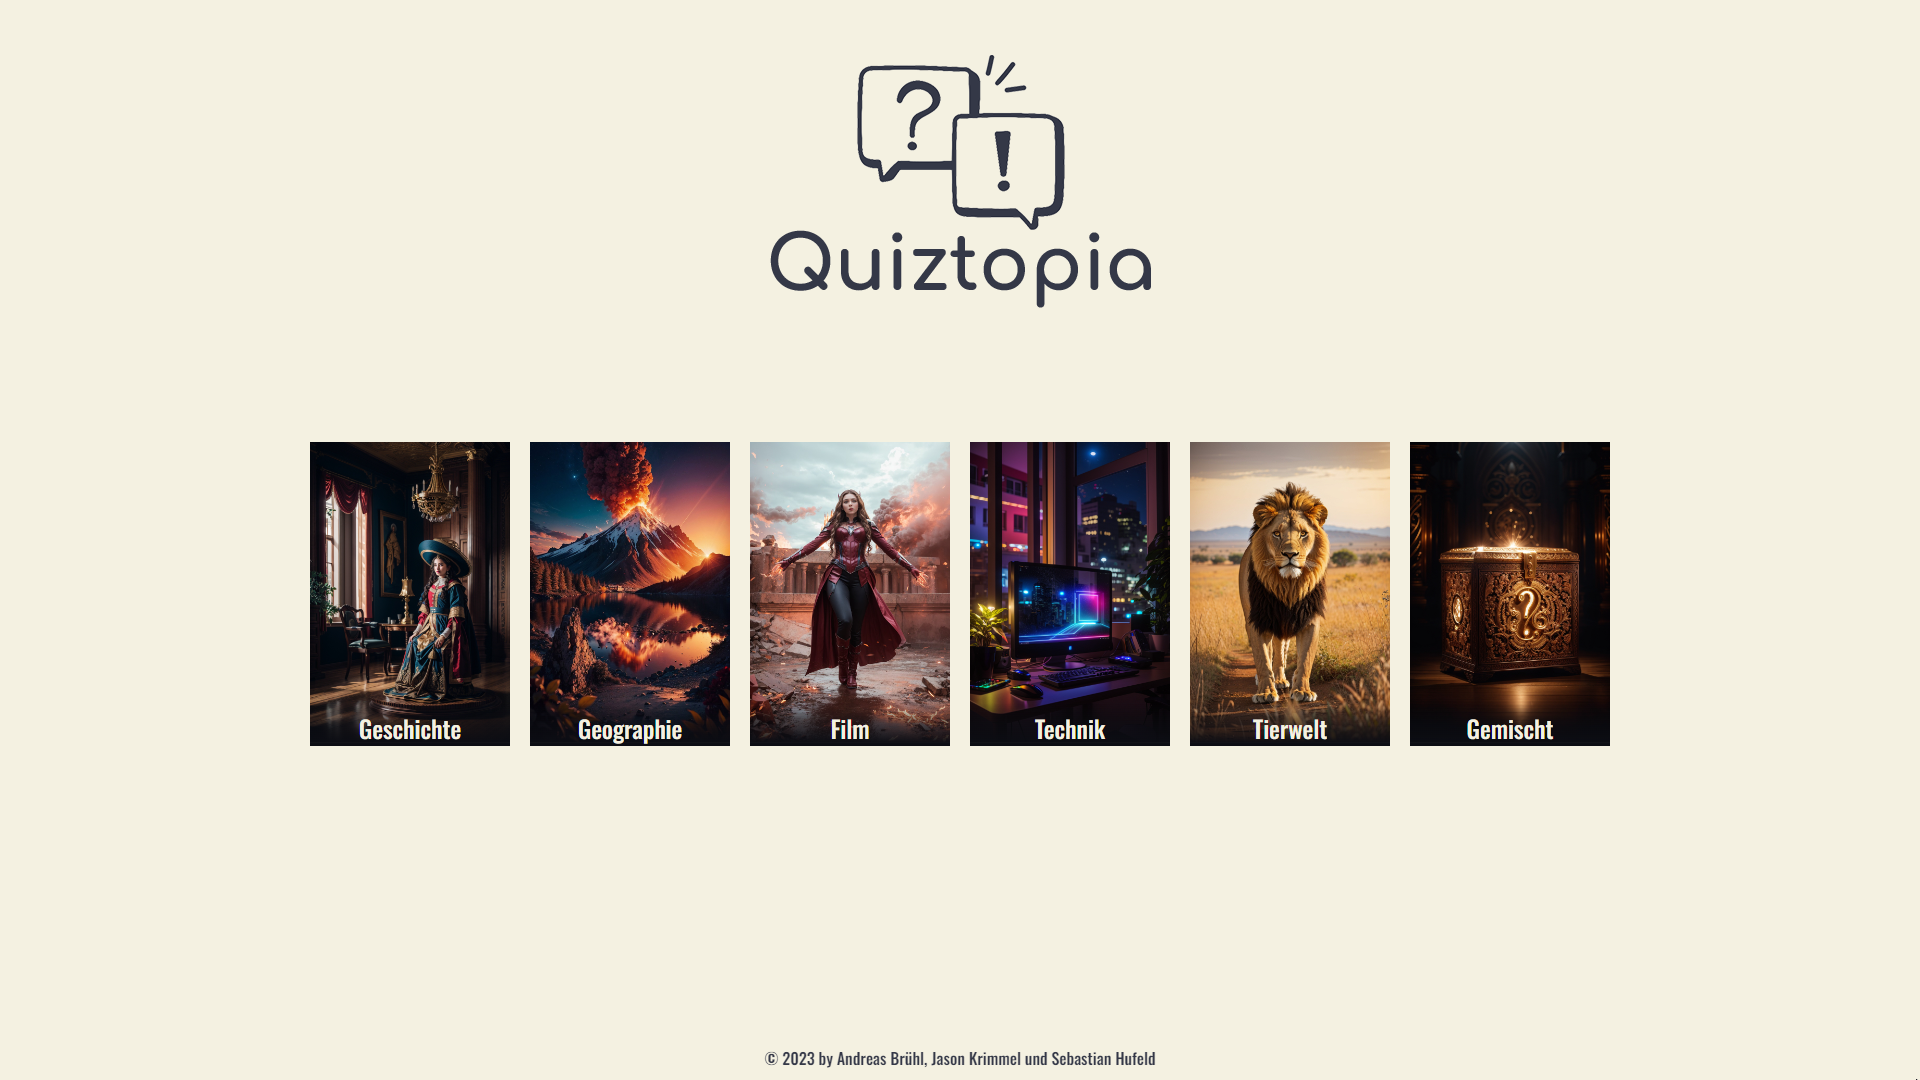 ?
!
Quiztopia
Geschichte
Geographie
Film
Technik
Tierwelt
Gemischt
© 2023 by Andreas Brühl, Jason Krimmel und Sebastian Hufeld